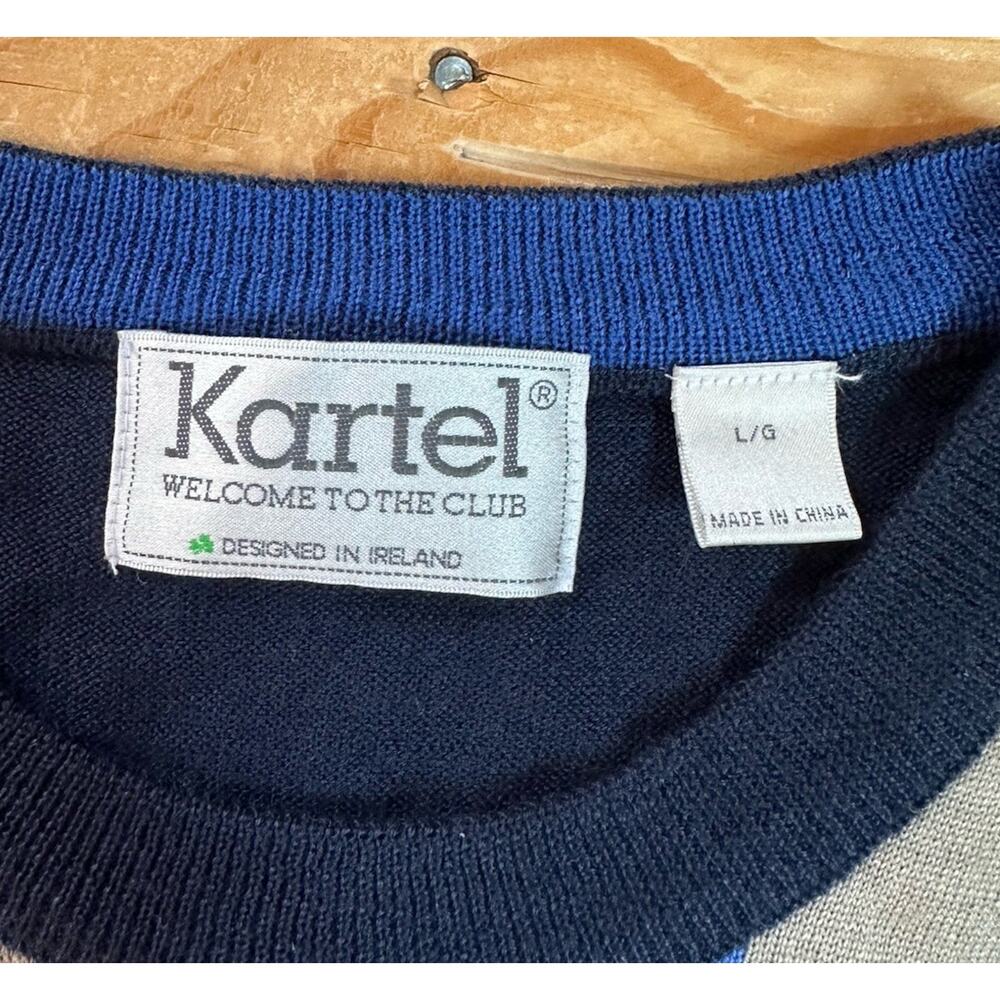 Kartel®
WELCOME TO THE CLUB
DESIGNED IN IRELAND
L/G
MADE IN CHINA